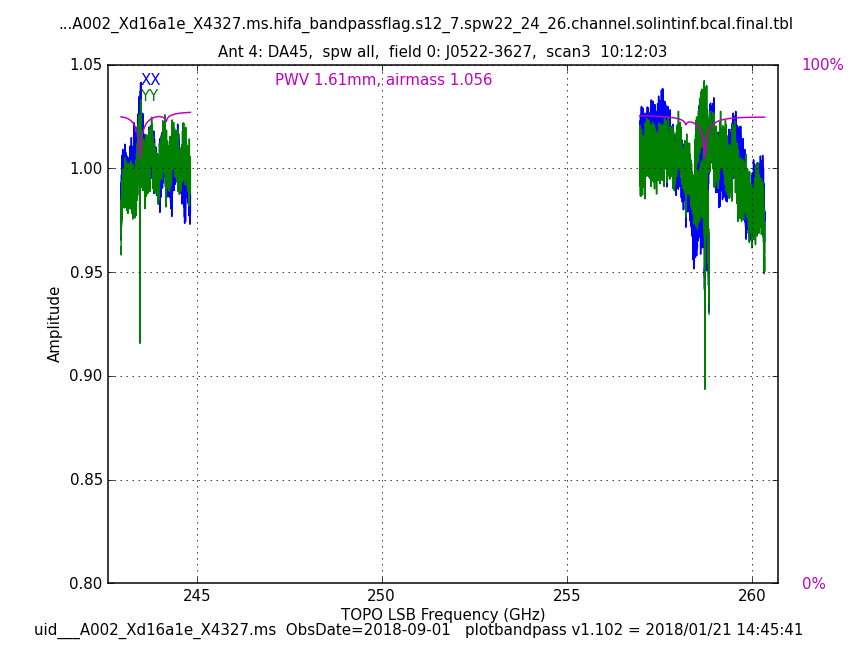 ...A002_Xd16a1e_X4327.ms.hifa_bandpassflag.s12_7.spw22_24_26.channel.solintinf.bcal.final.tbl
Ant 4: DA45,  spw all,  field 0: J0522-3627,  scan3  10:12:03
1.05
100%
XX
PWV 1.61mm, airmass 1.056
YY
1.00
0.95
Amplitude
0.90
0.85
0.80
0%
245
250
255
260
TOPO LSB Frequency (GHz)
uid___A002_Xd16a1e_X4327.ms  ObsDate=2018-09-01   plotbandpass v1.102 = 2018/01/21 14:45:41